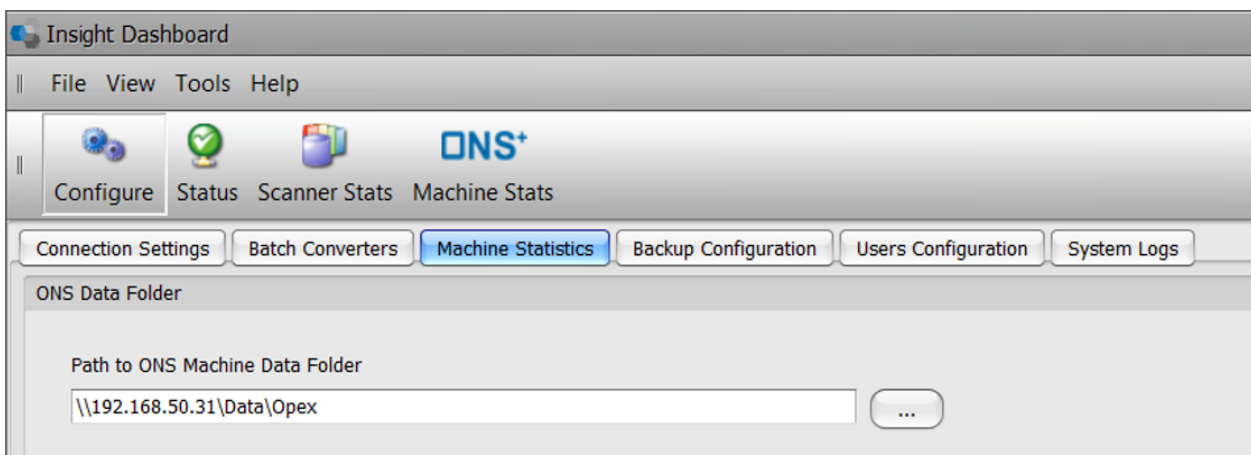 Insight Dashboard
File View Tools Help
ONS+
Configure Status Scanner Stats Machine Stats
Connection Settings Batch Converters Machine Statistics Backup Configuration Users Configuration System Logs
ONS Data Folder
Path to ONS Machine Data Folder
\\192.168.50.31\Data\Opex
...